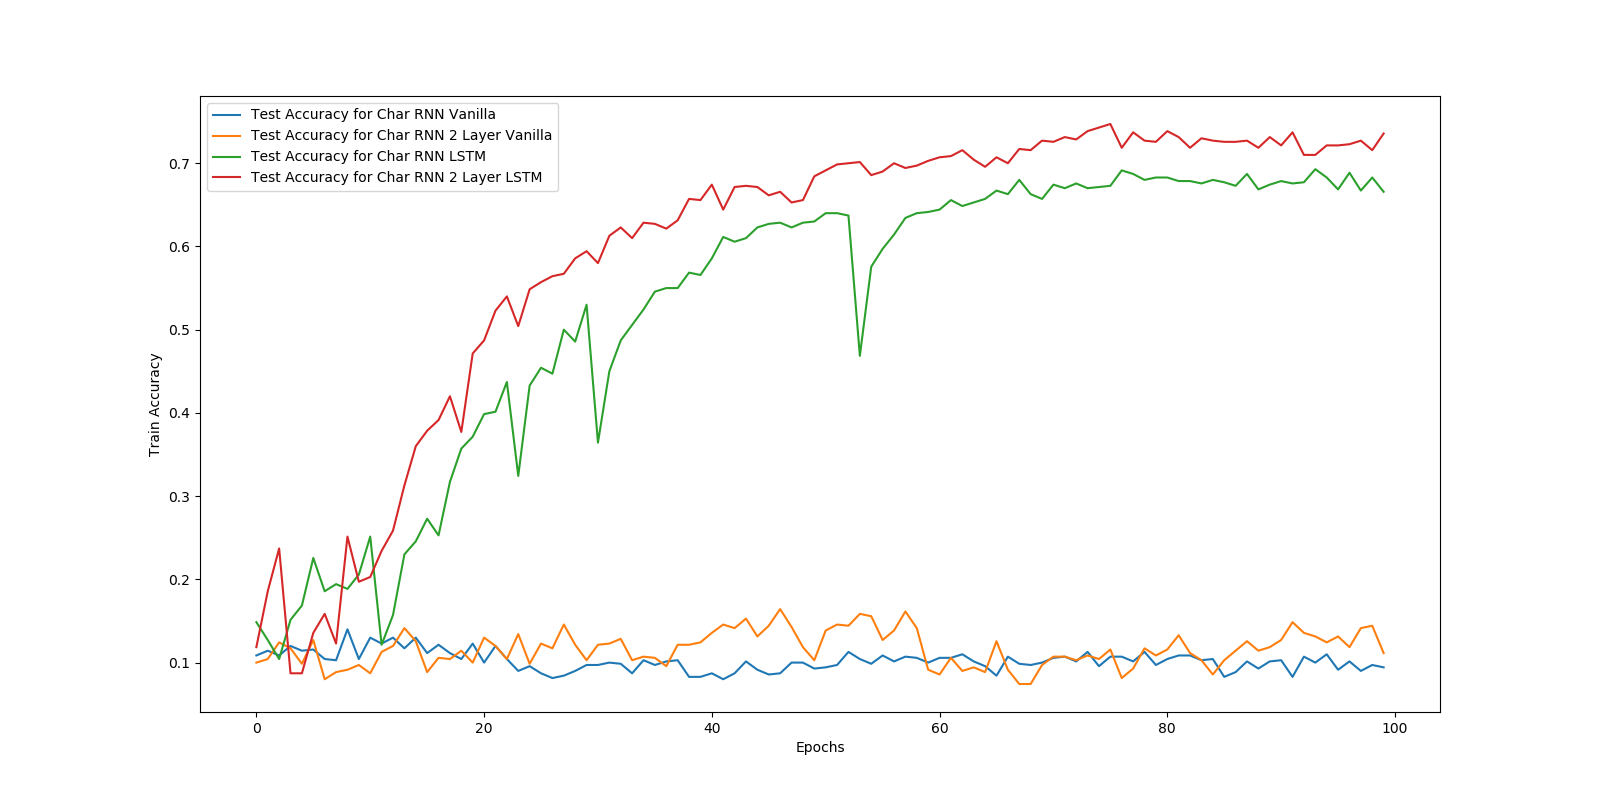 Test Accuracy for Char RNN Vanilla
Test Accuracy for Char RNN 2 Layer Vanilla
Test Accuracy for Char RNN LSTM
Test Accuracy for Char RNN 2 Layer LSTM
Train Accuracy
0.7
0.6
0.5
0.4
0.3
0.2
0.1
0 20 40 60 80 100
Epochs